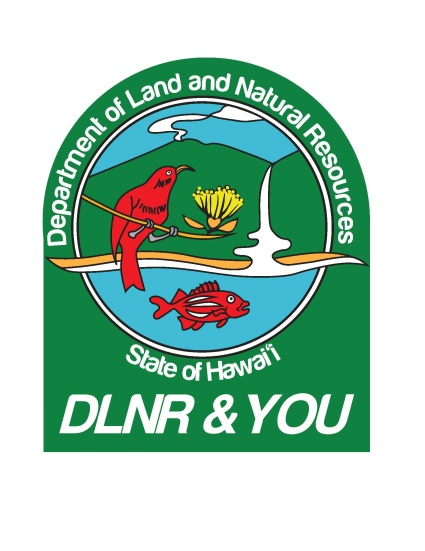 Department of Land and Natural Resources
State of Hawai‘i
DLNR & YOU